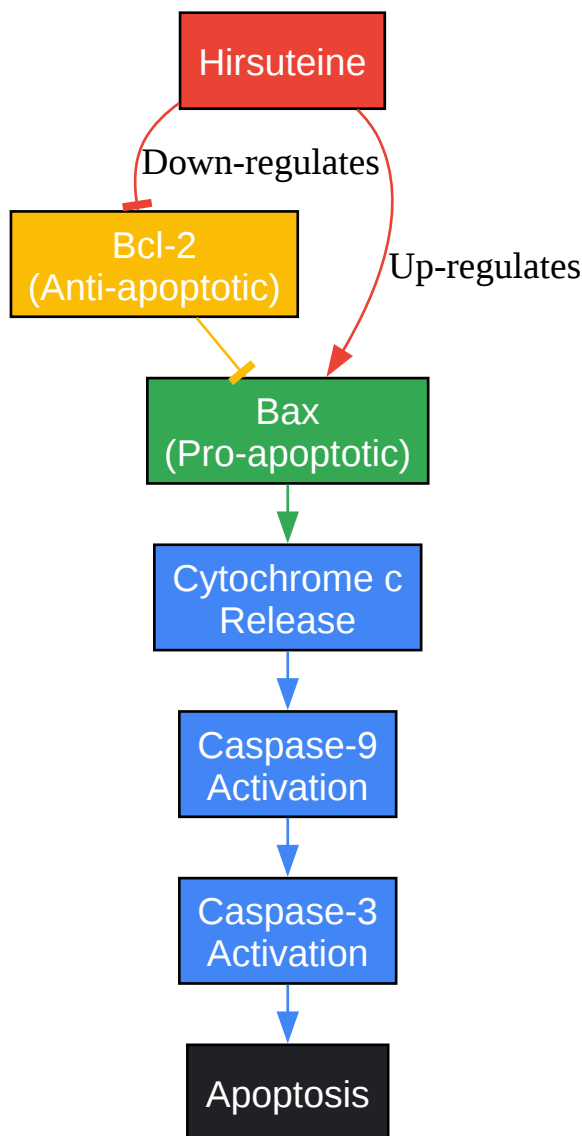 Hirsuteine
Down-regulates
Bcl-2
(Anti-apoptotic)
Up-regulates
Bax
(Pro-apoptotic)
Cytochrome c
Release
Caspase-9
Activation
Caspase-3
Activation
Apoptosis